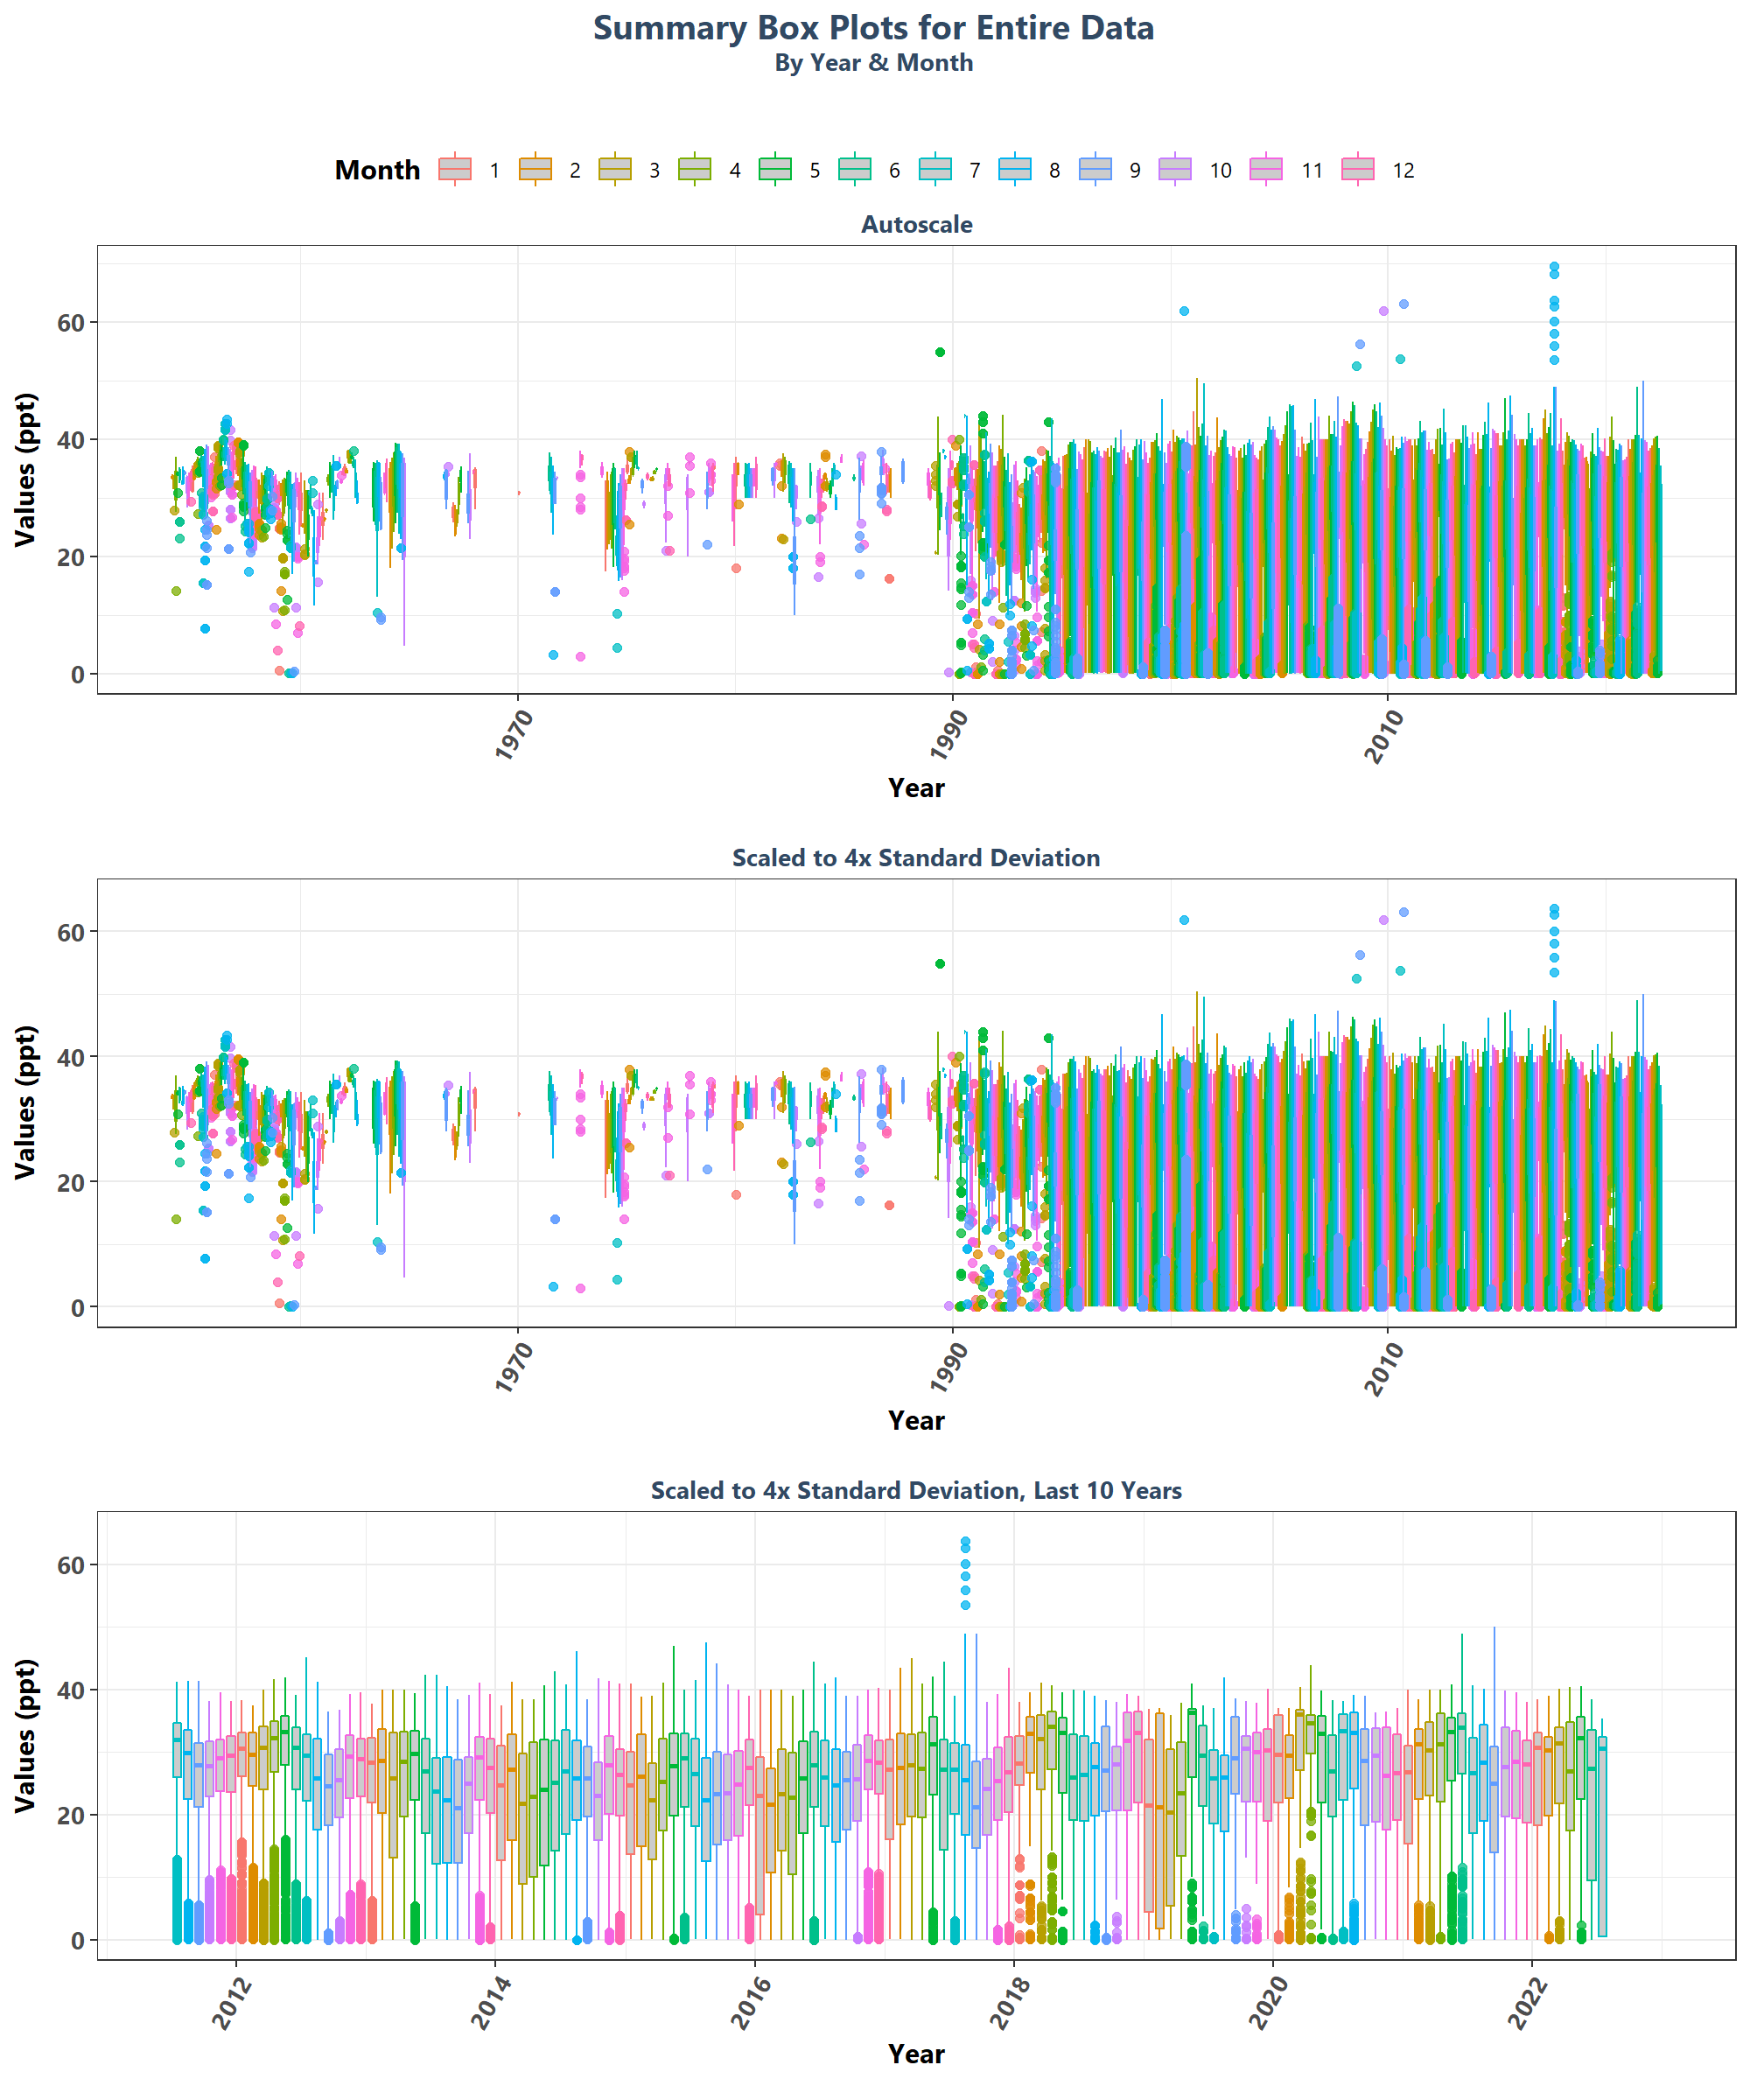 Summary Box Plots for Entire Data
By Year & Month
Month 1 2 3 4 5 6 7 8 9 10 11 12
Autoscale
Values (ppt)
60
40
20
0
1970 1990 2010
Year
Scaled to 4x Standard Deviation
Values (ppt)
60
40
20
0
1970 1990 2010
Year
Scaled to 4x Standard Deviation, Last 10 Years
Values (ppt)
60
40
20
0
2012 2014 2016 2018 2020 2022
Year